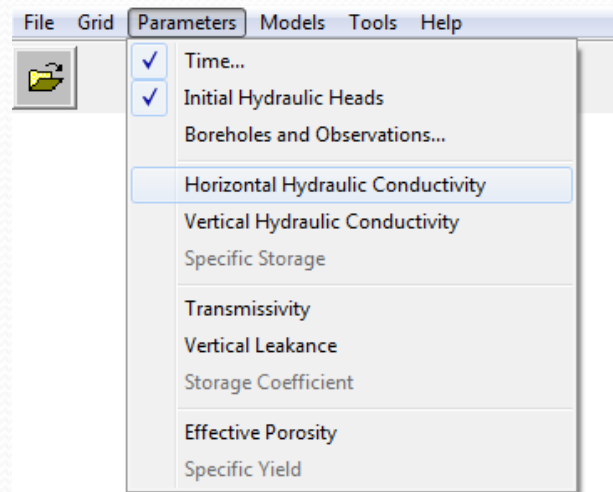 File Grid Parameters Models Tools Help
Time...
Initial Hydraulic Heads
Boreholes and Observations...
Horizontal Hydraulic Conductivity
Vertical Hydraulic Conductivity
Specific Storage
Transmissivity
Vertical Leakance
Storage Coefficient
Effective Porosity
Specific Yield